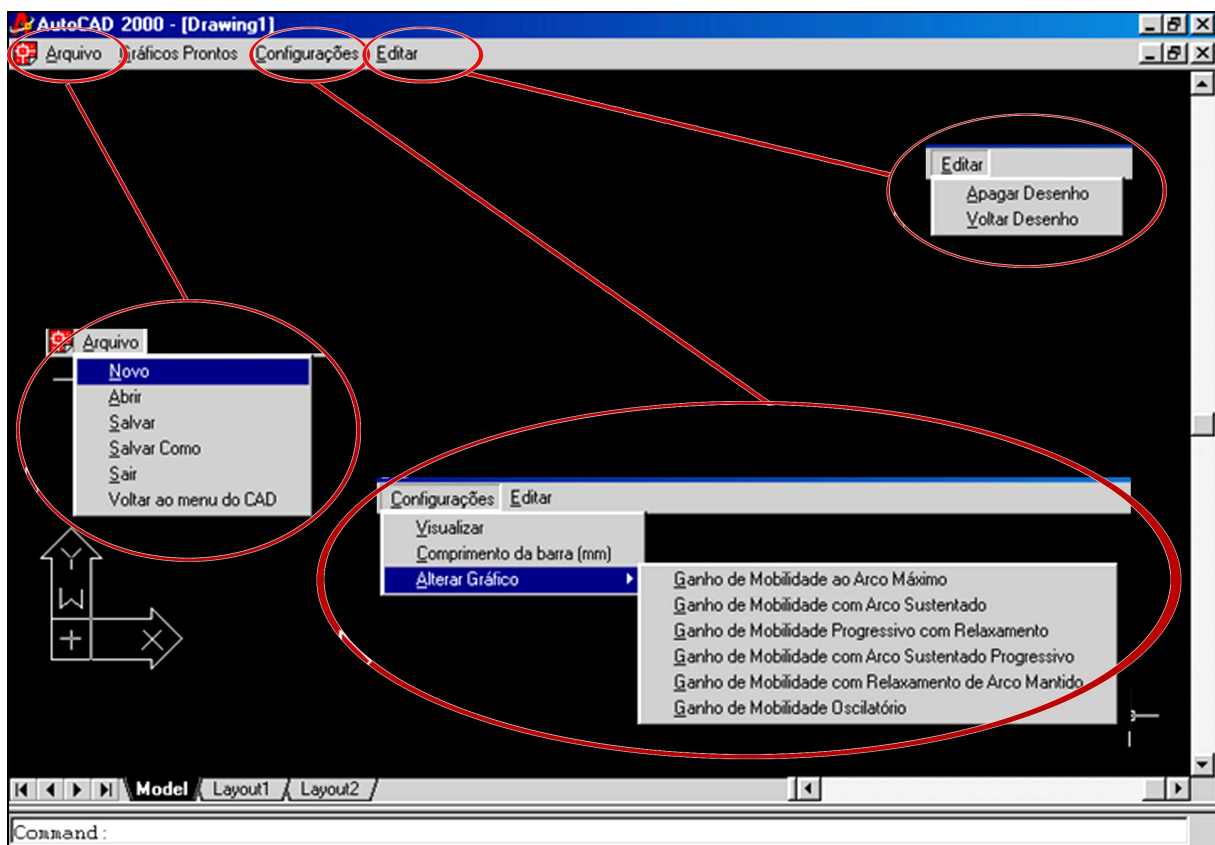 AutoCAD 2000 - [Drawing1]
Arquivo Gráficos Prontos Configurações Editar
Editar
Apagar Desenho
Voltar Desenho
Arquivo
Novo
Abrir
Salvar
Salvar Como
Sair
Voltar ao menu do CAD
Configurações Editar
Visualizar
Comprimento da barra (mm)
Alterar Gráfico
Ganho de Mobilidade ao Arco Máximo
Ganho de Mobilidade com Arco Sustentado
Ganho de Mobilidade Progressivo com Relaxamento
Ganho de Mobilidade com Arco Sustentado Progressivo
Ganho de Mobilidade com Relaxamento de Arco Mantido
Ganho de Mobilidade Oscilatório
Y
W
X
Model Layout1 Layout2
Command: